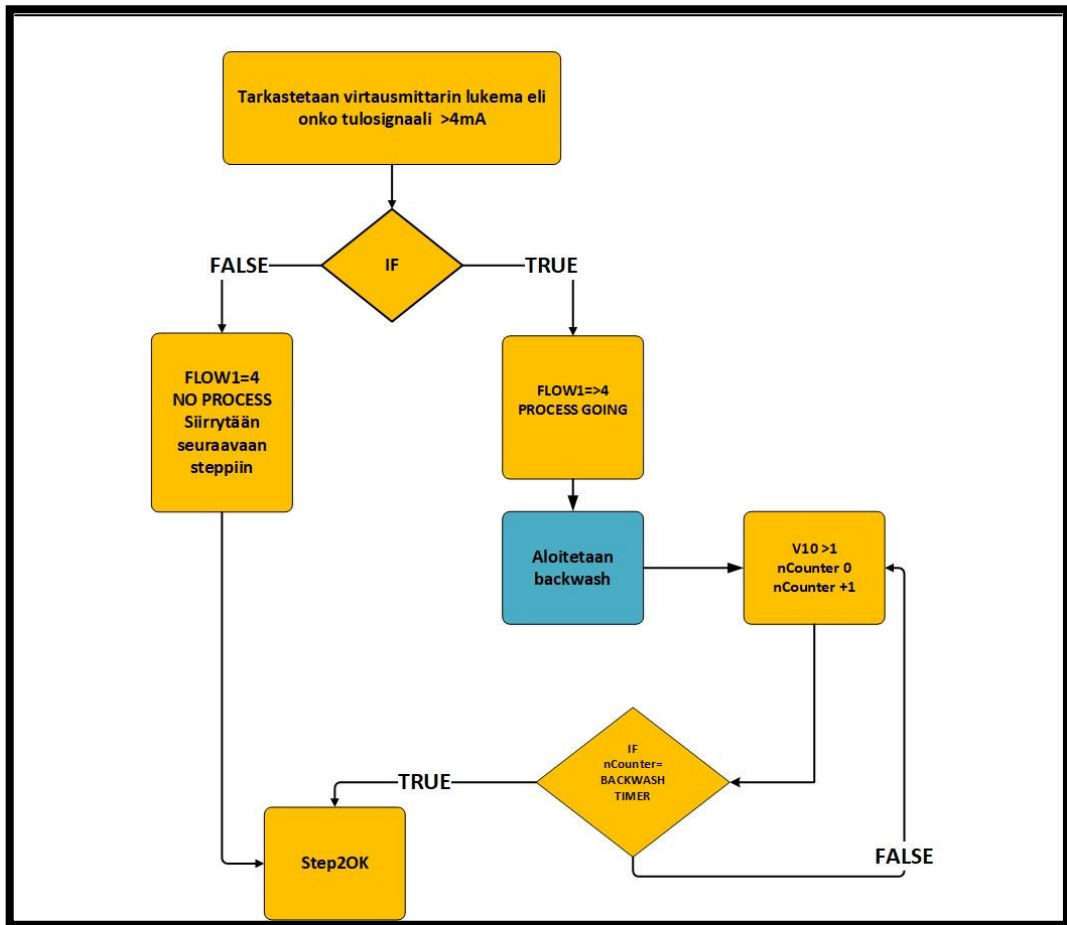 Tarkastetaan virtausmittarin lukema eli
onko tulosignaali >4mA
IF
FALSE
TRUE
FLOW1=4
NO PROCESS
Siirrytään
seuraavaan
steppiin
FLOW1=>4
PROCESS GOING
Aloitetaan
backwash
V10 >1
nCounter 0
nCounter +1
IF
nCounter=
BACKWASH
TIMER
TRUE
FALSE
Step2OK